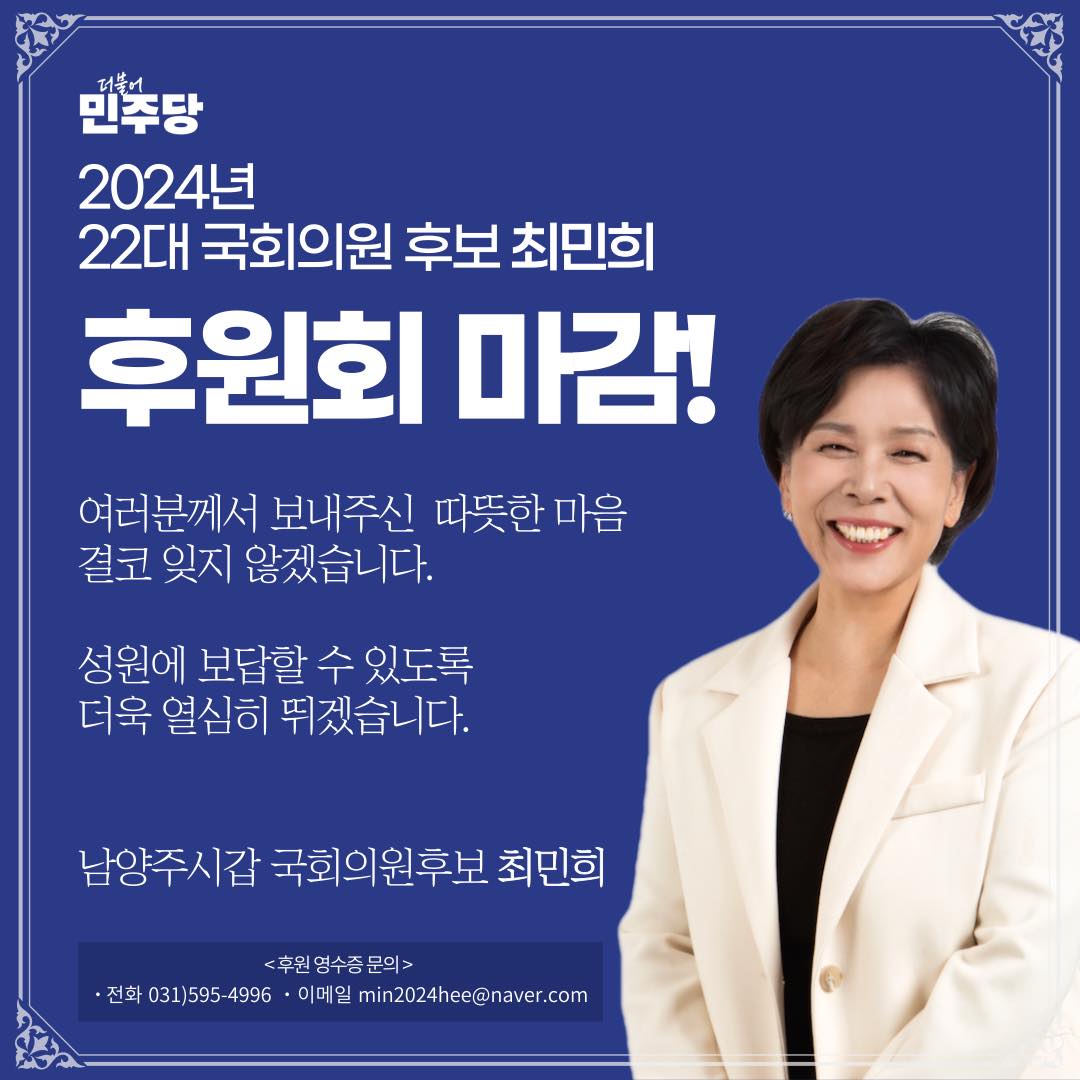 더불어
민주당
2024년
22대 국회의원 후보 최민희
후원회 마감!
여러분께서 보내주신 따뜻한 마음
결코 잊지 않겠습니다.
성원에 보답할 수 있도록
더욱 열심히 뛰겠습니다.
남양주시갑 국회의원후보 최민희
<후원 영수증 문의>
· 전화 031)595-4996 · 이메일 min2024hee@naver.com